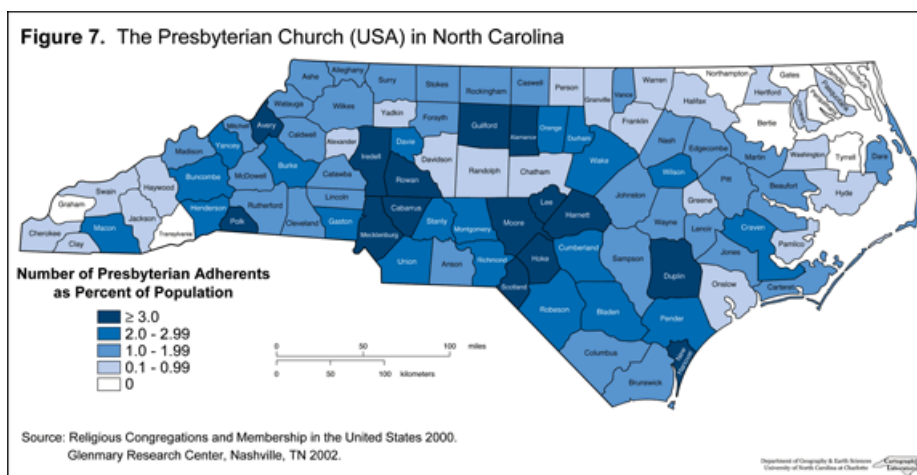 Figure 7. The Presbyterian Church (USA) in North Carolina
Ashe
Alleghany
Surry
Stokes
Rockingham
Caswell
Person
Granville
Vance
Warren
Northampton
Gates
Camden
Currituck
Halifax
Hertford
Watauga
Wilkes
Yadkin
Forsyth
Guilford
Alamance
Orange
Durham
Franklin
Nash
Edgecombe
Bertie
Mitchell
Avery
Caldwell
Alexander
Iredell
Davie
Davidson
Randolph
Chatham
Wake
Wilson
Martin
Washington
Tyrrell
Dare
Madison
Yancey
Burke
Catawba
Rowan
Buncombe
McDowell
Lincoln
Pitt
Beaufort
Hyde
Swain
Haywood
Graham
Jackson
Henderson
Polk
Rutherford
Cleveland
Gaston
Cabarrus
Mecklenburg
Stanly
Montgomery
Moore
Lee
Harnett
Johnston
Wayne
Greene
Lenoir
Craven
Pamlico
Cherokee
Clay
Macon
Transylvania
Union
Anson
Richmond
Hoke
Scotland
Cumberland
Sampson
Duplin
Jones
Onslow
Carteret
Robeson
Bladen
Pender
Columbus
Brunswick
New Hanover
Number of Presbyterian Adherents
as Percent of Population
≥ 3.0
2.0 - 2.99
1.0 - 1.99
0.1 - 0.99
0
0 50 100 miles
0 50 100 kilometers
Source: Religious Congregations and Membership in the United States 2000.
Glenmary Research Center, Nashville, TN 2002.
Department of Geography & Earth Sciences
University of North Carolina at Charlotte
Cartography